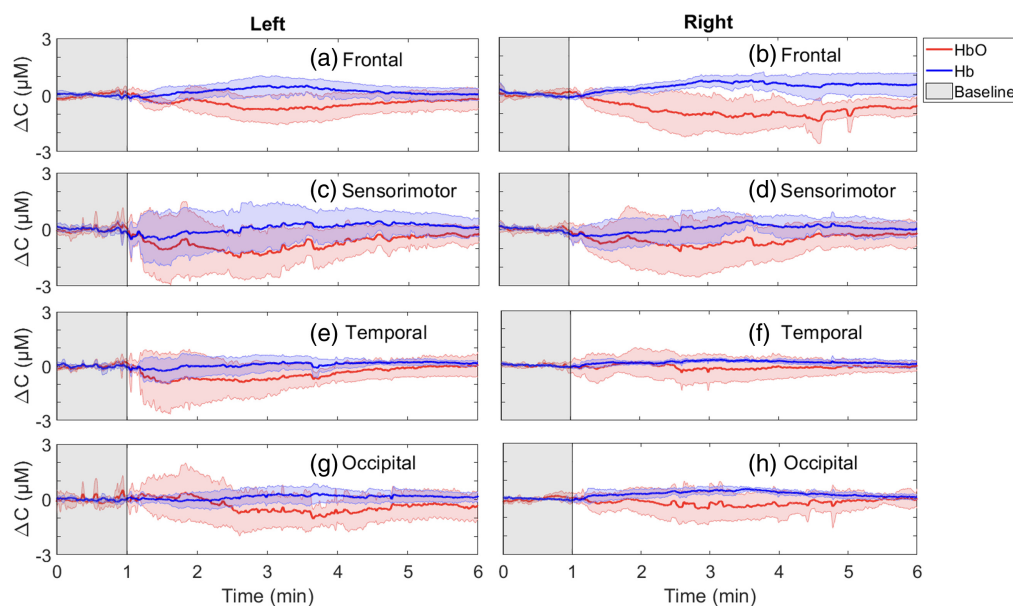 Left
Right
3
0
-3
ΔC (μM)
(a) Frontal
(b) Frontal
HbO
Hb
Baseline
3
0
-3
ΔC (μM)
(c) Sensorimotor
(d) Sensorimotor
3
0
-3
ΔC (μM)
(e) Temporal
(f) Temporal
3
0
-3
ΔC (μM)
(g) Occipital
(h) Occipital
0 1 2 3 4 5 6
0 1 2 3 4 5 6
Time (min)
Time (min)